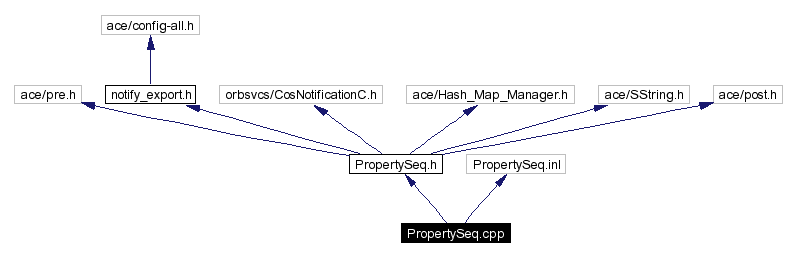 ace/config-all.h
ace/pre.h
notify_export.h
orbsvcs/CosNotificationC.h
ace/Hash_Map_Manager.h
ace/SString.h
ace/post.h
PropertySeq.h
PropertySeq.inl
PropertySeq.cpp